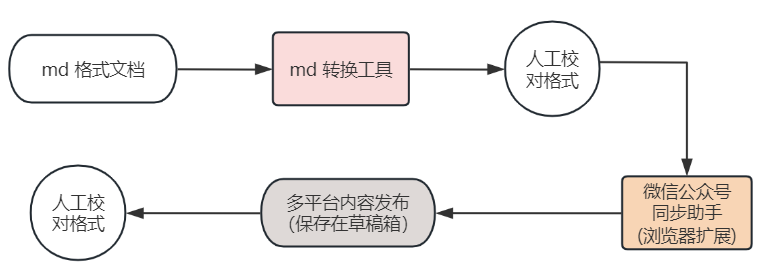 md 格式文档
md 转换工具
人工校
对格式
微信公众号
同步助手
(浏览器扩展)
多平台内容发布
（保存在草稿箱）
人工校
对格式